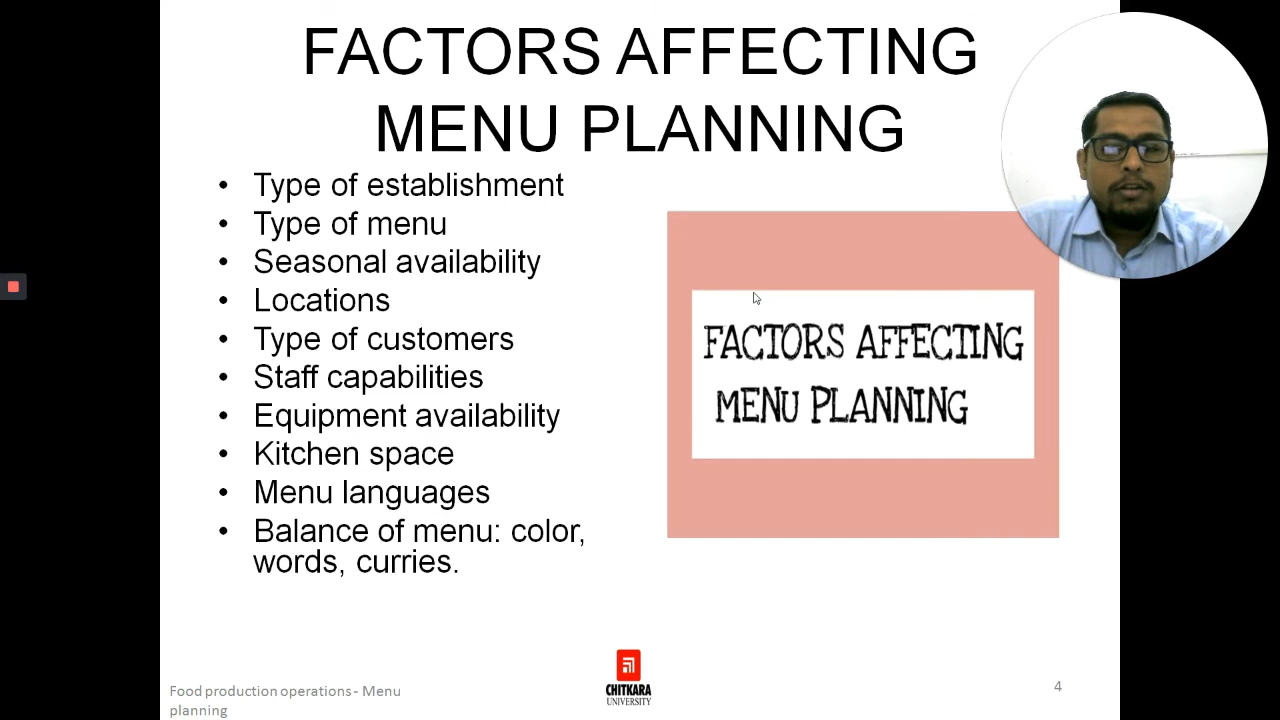 FACTORS AFFECTING
MENU PLANNING
• Type of establishment
• Type of menu
• Seasonal availability
• Locations
• Type of customers
• Staff capabilities
• Equipment availability
• Kitchen space
• Menu languages
• Balance of menu: color,
words, curries.
FACTORS AFFECTING
MENU PLANNING
Food production operations - Menu
planning
CHITKARA
UNIVERSITY
4